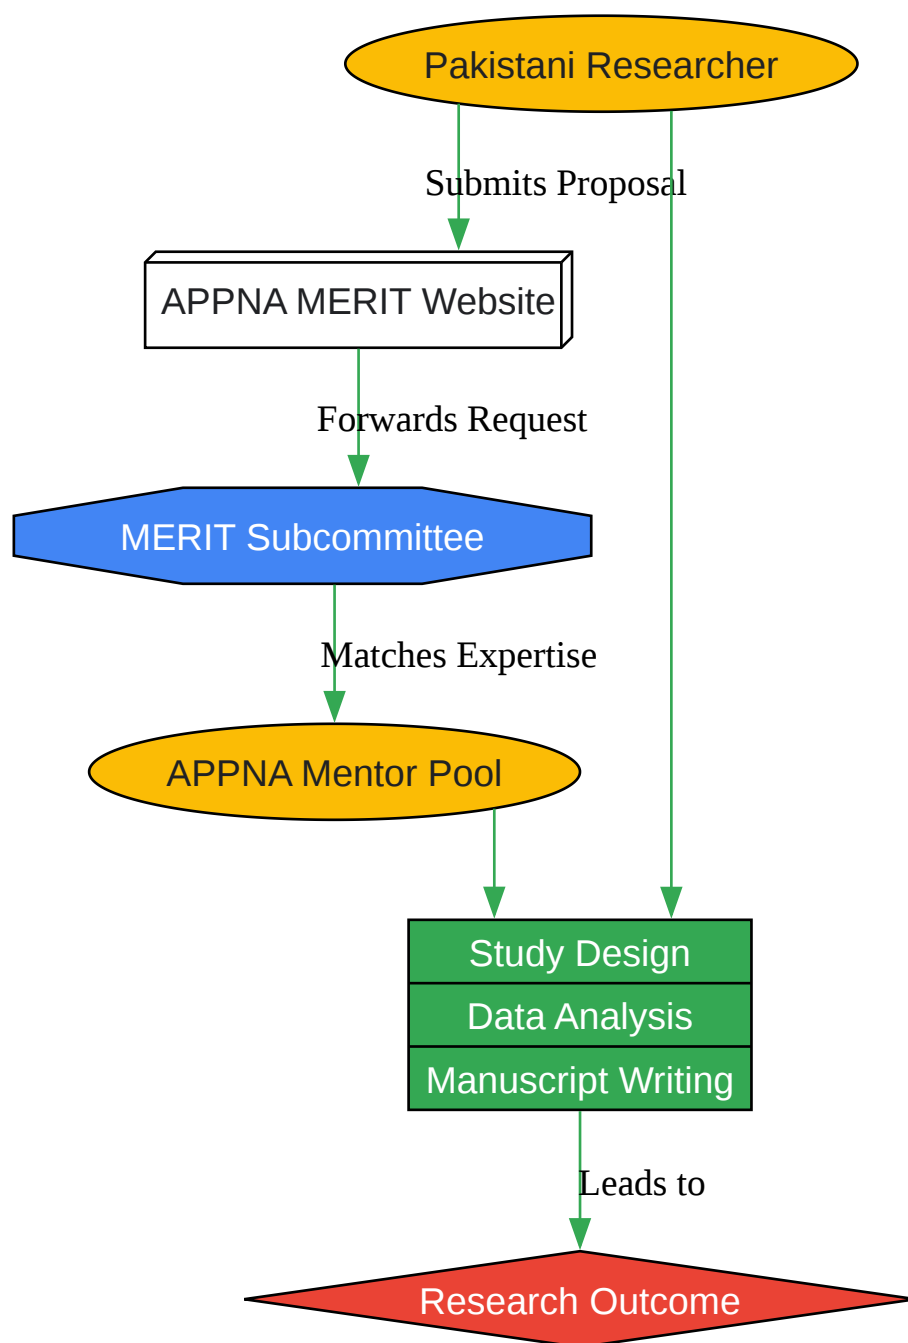 Pakistani Researcher
Submits Proposal
APPNA MERIT Website
Forwards Request
MERIT Subcommittee
Matches Expertise
APPNA Mentor Pool
Study Design
Data Analysis
Manuscript Writing
Leads to
Research Outcome